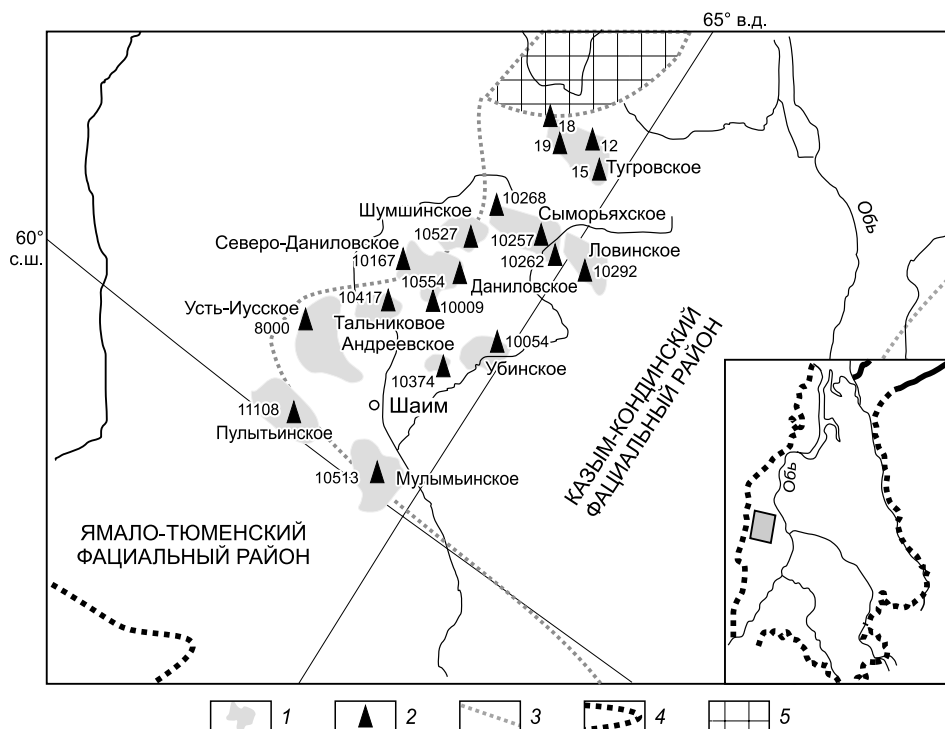 65° в.д.
18
19
12
15
Тугровское
10268
Шумшинское
Сыморьяхское
10527
10257
Обь
60°
с.ш.
Северо-Даниловское
Ловинское
10167
10262
10292
10554
Даниловское
10417
10009
Усть-Иусское
8000
Тальниковое
Андреевское
10054
Убинское
10374
КАЗЫМ-КОНДИНСКИЙ
ФАЦИАЛЬНЫЙ РАЙОН
11108
Шаим
Пулытьинское
10513
Мулымьинское
Обь
ЯМАЛО-ТЮМЕНСКИЙ
ФАЦИАЛЬНЫЙ РАЙОН
1 2 3 4 5